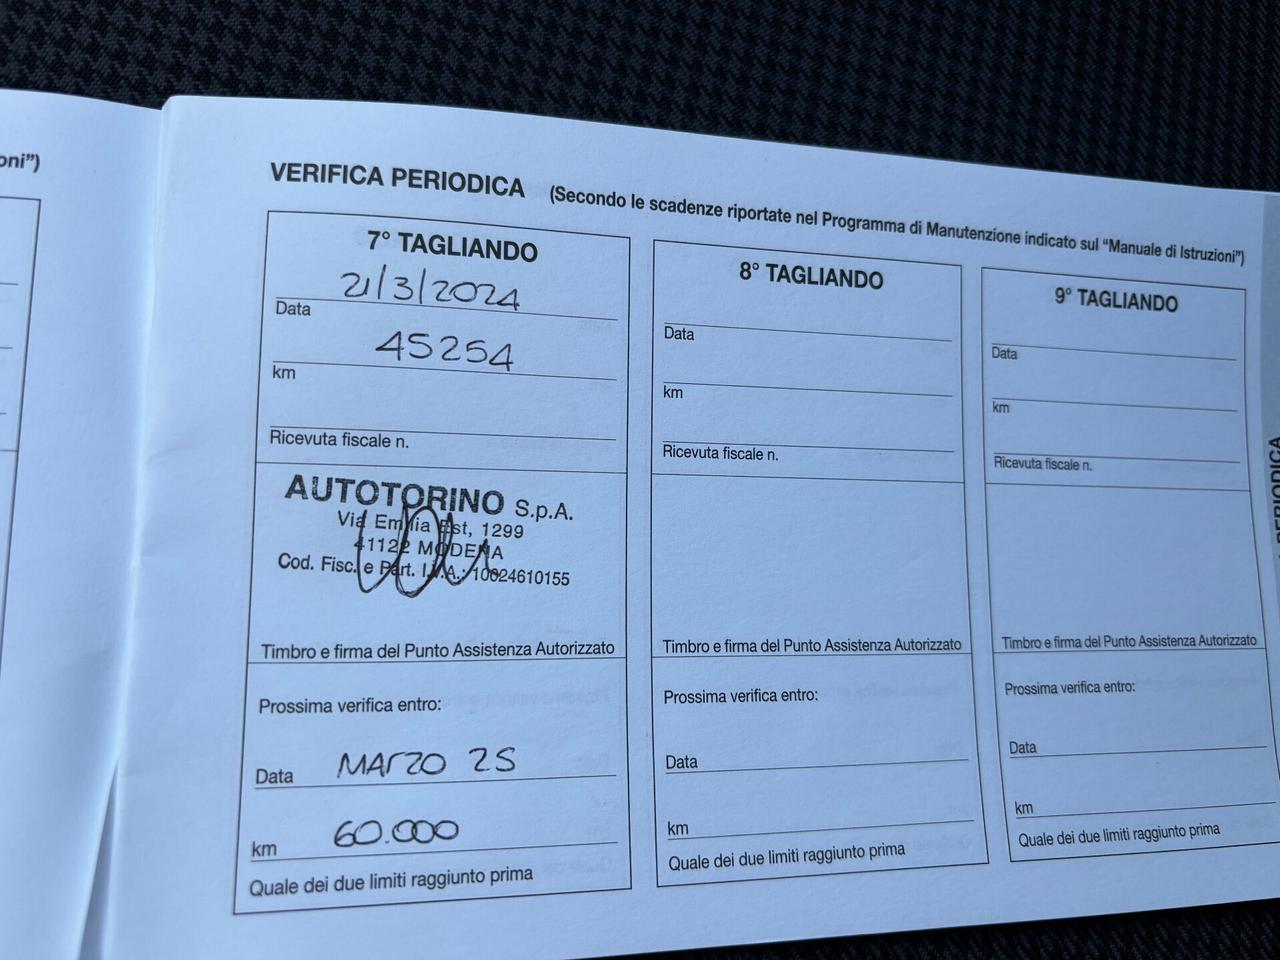 oni")
VERIFICA PERIODICA (Secondo le scadenze riportate nel Programma di Manutenzione indicato sul "Manuale di Istruzioni")
7° TAGLIANDO
21/3/2024
Data
45254
km
Ricevuta fiscale n.
AUTOTORINO S.p.A.
Via Emilia Est, 1299
41122 MODENA
Cod. Fisc. e Part. I.V.A.: 10624610155
Timbro e firma del Punto Assistenza Autorizzato
Prossima verifica entro:
Data MARZO 25
km 60.000
Quale dei due limiti raggiunto prima
8° TAGLIANDO
Data
km
Ricevuta fiscale n.
Timbro e firma del Punto Assistenza Autorizzato
Prossima verifica entro:
Data
km
Quale dei due limiti raggiunto prima
9° TAGLIANDO
Data
km
Ricevuta fiscale n.
Timbro e firma del Punto Assistenza Autorizzato
Prossima verifica entro:
Data
km
Quale dei due limiti raggiunto prima
PERIODICA